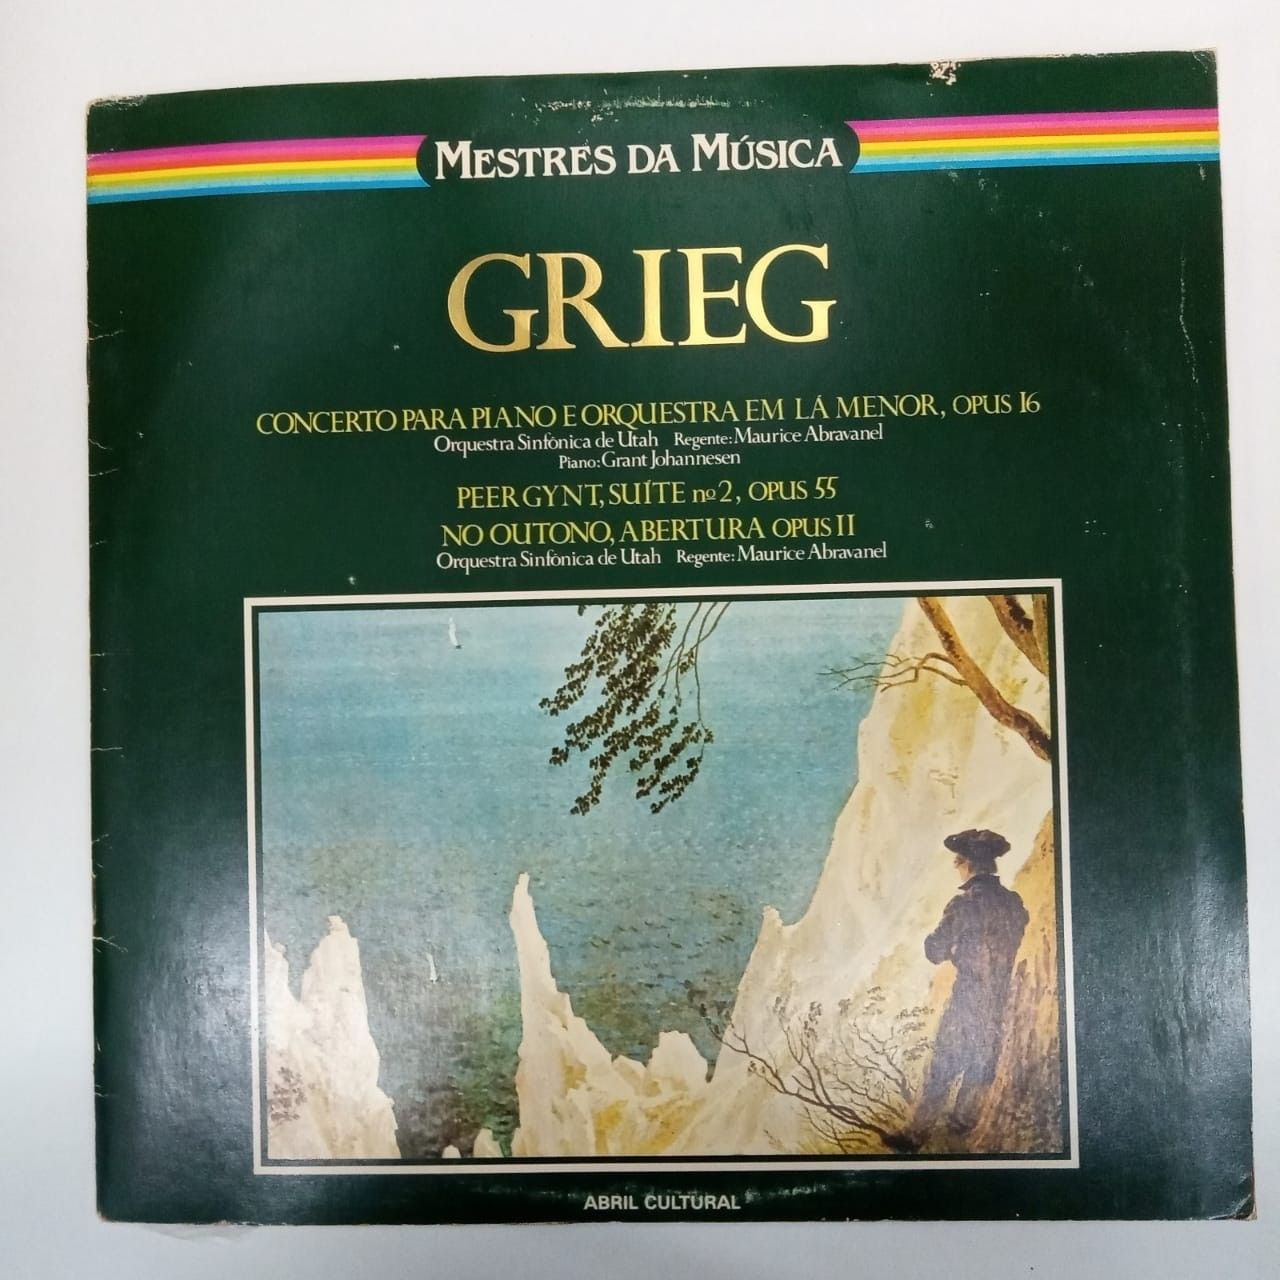 MESTRES DA MÚSICA
GRIEG
CONCERTO PARA PIANO E ORQUESTRA EM LÁ MENOR, OPUS 16
Orquestra Sinfônica de Utah Regente: Maurice Abravanel
Piano: Grant Johannesen
PEER GYNT, SUÍTE nº 2, OPUS 55
NO OUTONO, ABERTURA OPUS 11
Orquestra Sinfônica de Utah Regente: Maurice Abravanel
ABRIL CULTURAL